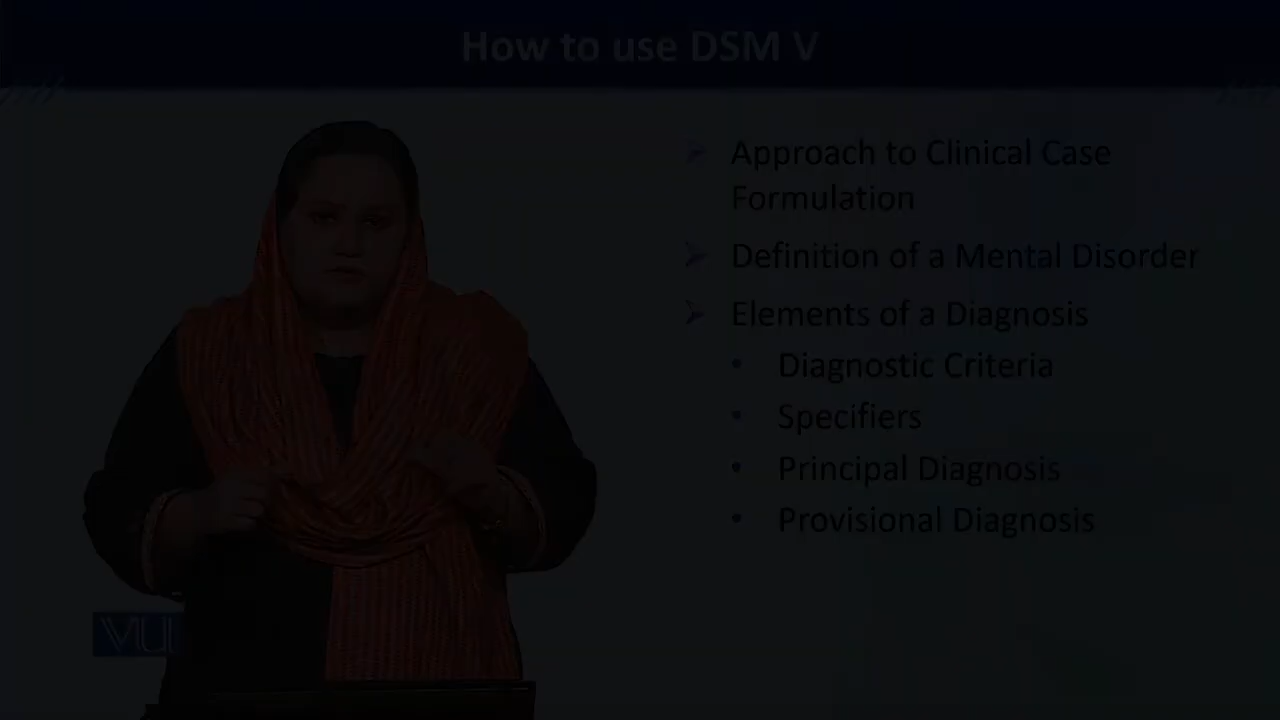 How to use DSM V
Approach to Clinical Case
Formulation
Definition of a Mental Disorder
Elements of a Diagnosis
Diagnostic Criteria
Specifiers
Principal Diagnosis
Provisional Diagnosis
VU